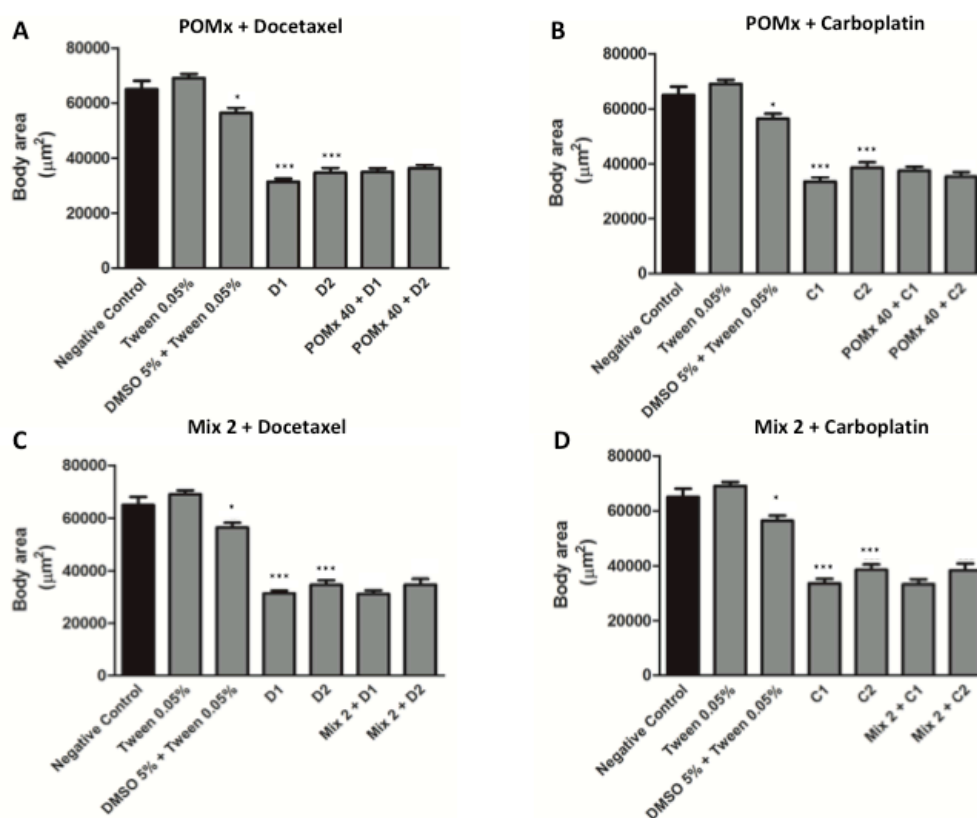 A
POMx + Docetaxel
Body area
(μm²)
80000
60000
40000
20000
0
*
***
***
Negative Control
Tween 0.05%
DMSO 5% + Tween 0.05%
D1
D2
POMx 40 + D1
POMx 40 + D2
B
POMx + Carboplatin
Body area
(μm²)
80000
60000
40000
20000
0
*
***
***
Negative Control
Tween 0.05%
DMSO 5% + Tween 0.05%
C1
C2
POMx 40 + C1
POMx 40 + C2
C
Mix 2 + Docetaxel
Body area
(μm²)
80000
60000
40000
20000
0
*
***
***
Negative Control
Tween 0.05%
DMSO 5% + Tween 0.05%
D1
D2
Mix 2 + D1
Mix 2 + D2
D
Mix 2 + Carboplatin
Body area
(μm²)
80000
60000
40000
20000
0
*
***
***
Negative Control
Tween 0.05%
DMSO 5% + Tween 0.05%
C1
C2
Mix 2 + C1
Mix 2 + C2